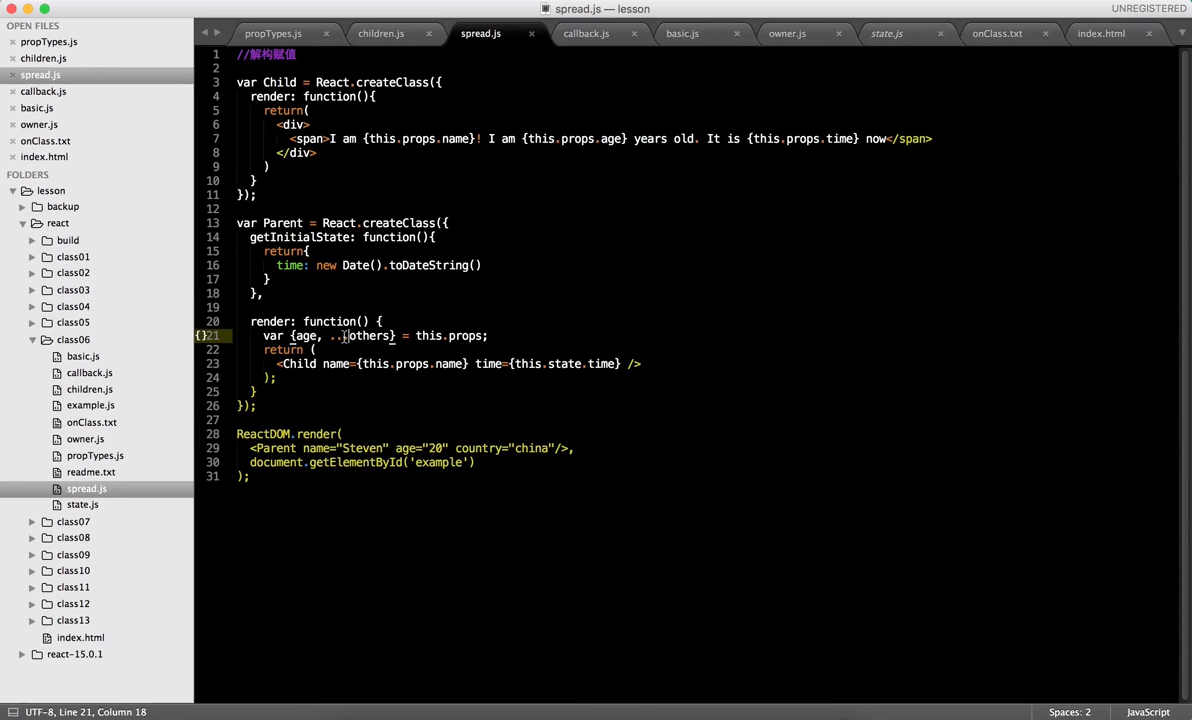 spread.js — lesson
UNREGISTERED
OPEN FILES
propTypes.js
children.js
spread.js
callback.js
basic.js
owner.js
onClass.txt
index.html
FOLDERS
lesson
backup
react
build
class01
class02
class03
class04
class05
class06
basic.js
callback.js
children.js
example.js
onClass.txt
owner.js
propTypes.js
readme.txt
spread.js
state.js
class07
class08
class09
class10
class11
class12
class13
index.html
react-15.0.1
propTypes.js × children.js × spread.js × callback.js × basic.js × owner.js × state.js × onClass.txt × index.html ×
1 //解构赋值
2
3 var Child = React.createClass({
4 render: function(){
5 return(
6 <div>
7 <span>I am {this.props.name}! I am {this.props.age} years old. It is {this.props.time} now</span>
8 </div>
9 )
10 }
11 });
12
13 var Parent = React.createClass({
14 getInitialState: function(){
15 return{
16 time: new Date().toDateString()
17 }
18 },
19
20 render: function() {
{}21 var {age, ...others} = this.props;
22 return (
23 <Child name={this.props.name} time={this.state.time} />
24 );
25 }
26 });
27
28 ReactDOM.render(
29 <Parent name="Steven" age="20" country="china"/>,
30 document.getElementById('example')
31 );
UTF-8, Line 21, Column 18
Spaces: 2
JavaScript